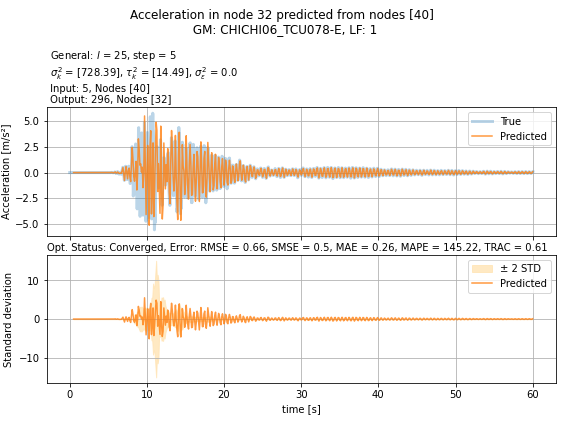 Acceleration in node 32 predicted from nodes [40]
GM: CHICHI06_TCU078-E, LF: 1
General: l = 25, step = 5
σ²ₖ = [728.39], τ²ₖ = [14.49], σ²ε = 0.0
Input: 5, Nodes [40]
Output: 296, Nodes [32]
Acceleration [m/s²]
5.0
2.5
0.0
−2.5
−5.0
True
Predicted
Opt. Status: Converged, Error: RMSE = 0.66, SMSE = 0.5, MAE = 0.26, MAPE = 145.22, TRAC = 0.61
Standard deviation
10
0
−10
± 2 STD
Predicted
0 10 20 30 40 50 60
time [s]